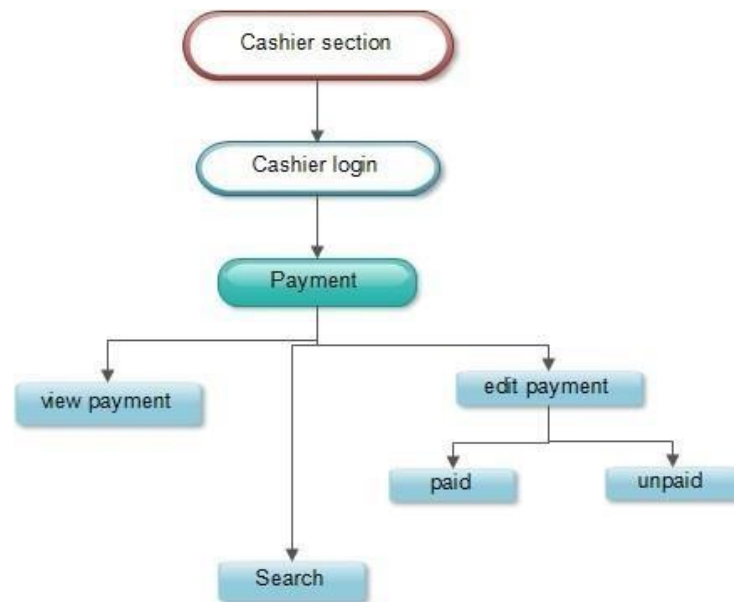 Cashier section
Cashier login
Payment
view payment
edit payment
paid
unpaid
Search